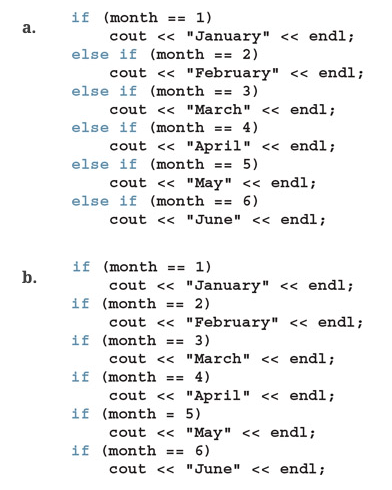 a.
if (month == 1)
cout << "January" << endl;
else if (month == 2)
cout << "February" << endl;
else if (month == 3)
cout << "March" << endl;
else if (month == 4)
cout << "April" << endl;
else if (month == 5)
cout << "May" << endl;
else if (month == 6)
cout << "June" << endl;
b.
if (month == 1)
cout << "January" << endl;
if (month == 2)
cout << "February" << endl;
if (month == 3)
cout << "March" << endl;
if (month == 4)
cout << "April" << endl;
if (month = 5)
cout << "May" << endl;
if (month == 6)
cout << "June" << endl;